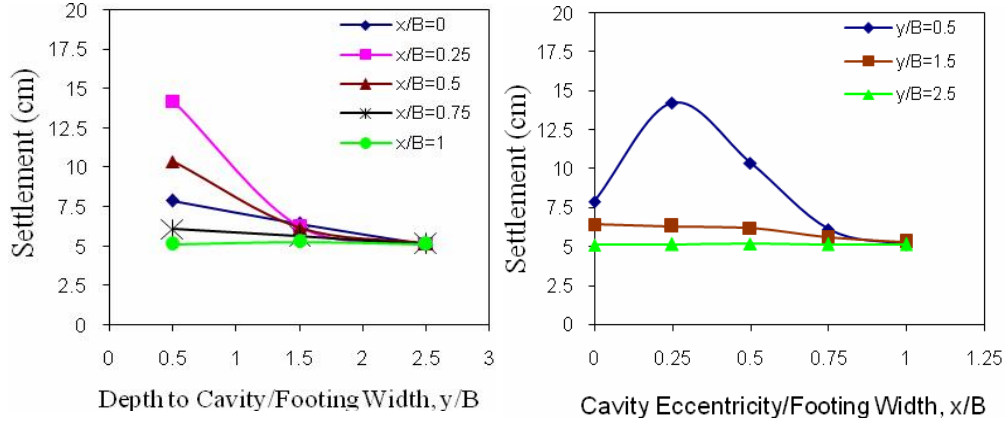 20
17.5
15
12.5
10
7.5
5
2.5
0
Settlement (cm)
x/B=0
x/B=0.25
x/B=0.5
x/B=0.75
x/B=1
0
0.5
1
1.5
2
2.5
3
Depth to Cavity/Footing Width, y/B
20
17.5
15
12.5
10
7.5
5
2.5
0
Settlement (cm)
y/B=0.5
y/B=1.5
y/B=2.5
0
0.25
0.5
0.75
1
1.25
Cavity Eccentricity/Footing Width, x/B